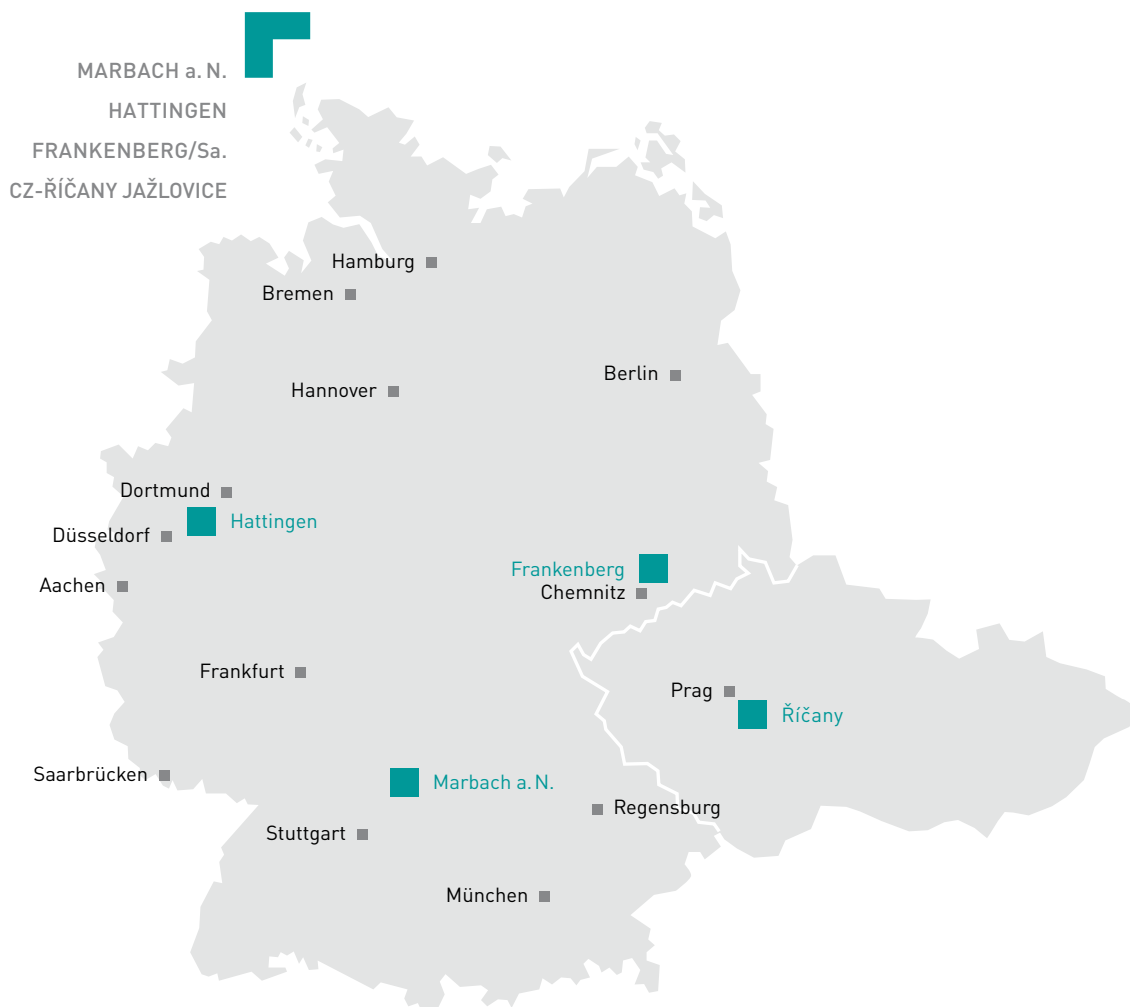 MARBACH a. N.
HATTINGEN
FRANKENBERG/Sa.
CZ-ŘÍČANY JAŽLOVICE
Hamburg
Bremen
Berlin
Hannover
Dortmund
Hattingen
Düsseldorf
Frankenberg
Aachen
Chemnitz
Frankfurt
Prag
Říčany
Saarbrücken
Marbach a. N.
Regensburg
Stuttgart
München